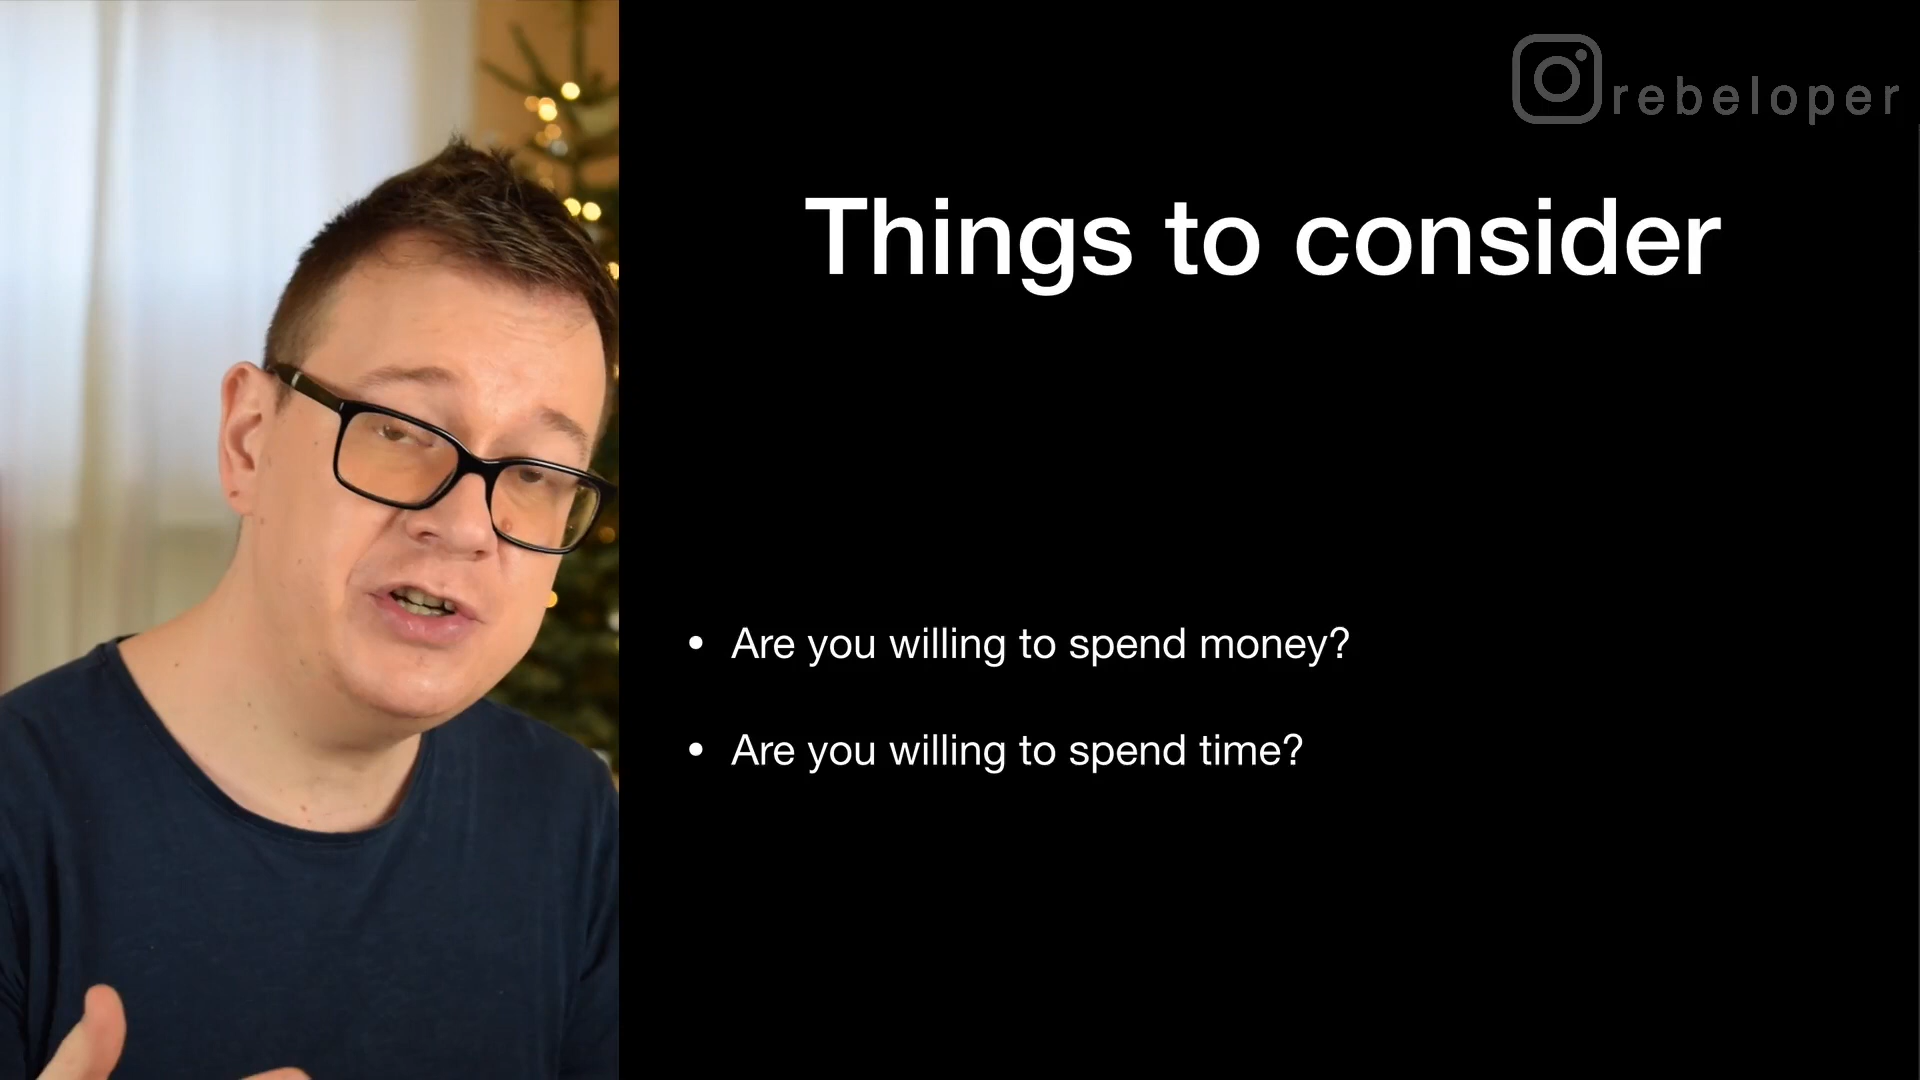 rebeloper
Things to consider
• Are you willing to spend money?
• Are you willing to spend time?